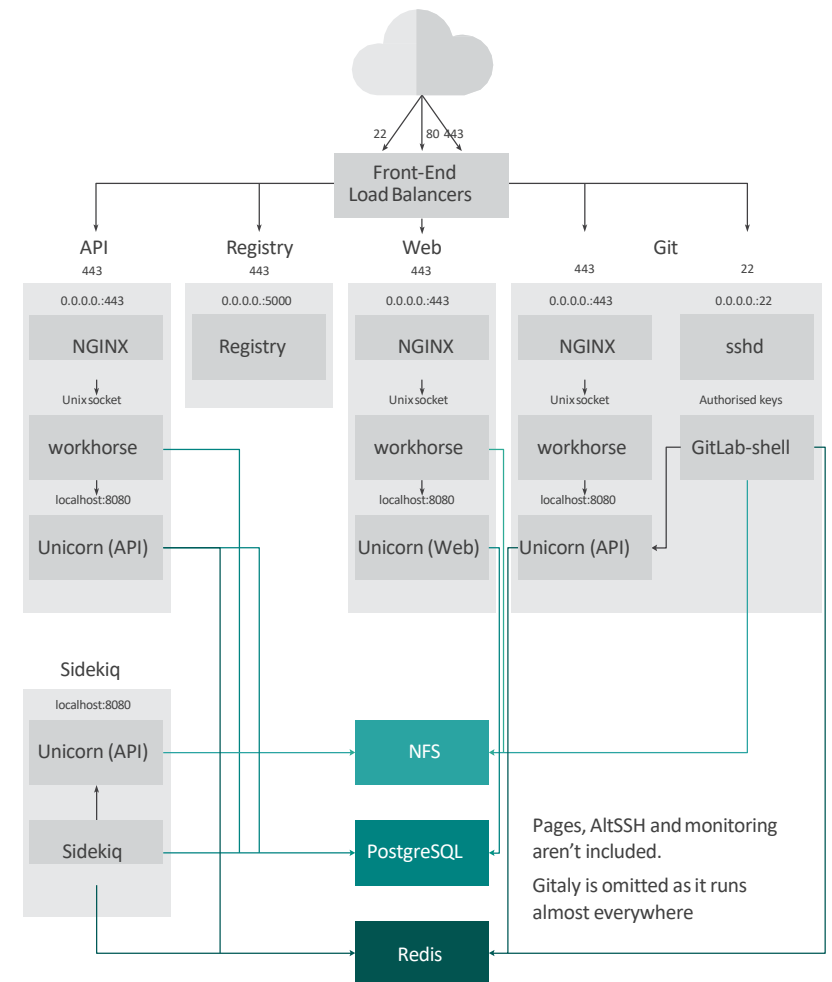 22
80
443
Front-End
Load Balancers
API
Registry
Web
Git
443
443
443
443
22
0.0.0.0.:443
0.0.0.0.:5000
0.0.0.0.:443
0.0.0.0.:443
0.0.0.0.:22
NGINX
Registry
NGINX
NGINX
sshd
Unix socket
Unix socket
Unix socket
Authorised keys
workhorse
workhorse
workhorse
GitLab-shell
localhost:8080
localhost:8080
localhost:8080
Unicorn (API)
Unicorn (Web)
Unicorn (API)
Sidekiq
localhost:8080
Unicorn (API)
NFS
Sidekiq
PostgreSQL
Pages, AltSSH and monitoring
aren't included.
Gitaly is omitted as it runs
almost everywhere
Redis